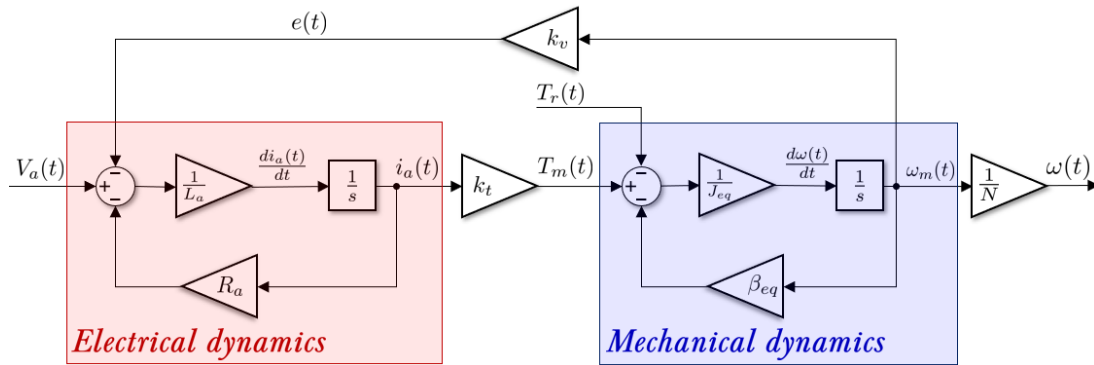 e(t)
k_v
T_r(t)
V_a(t)
−
+
−
1/L_a
di_a(t)/dt
1/s
i_a(t)
k_t
T_m(t)
−
+
−
1/J_eq
dω(t)/dt
1/s
ω_m(t)
1/N
ω(t)
R_a
β_eq
Electrical dynamics
Mechanical dynamics